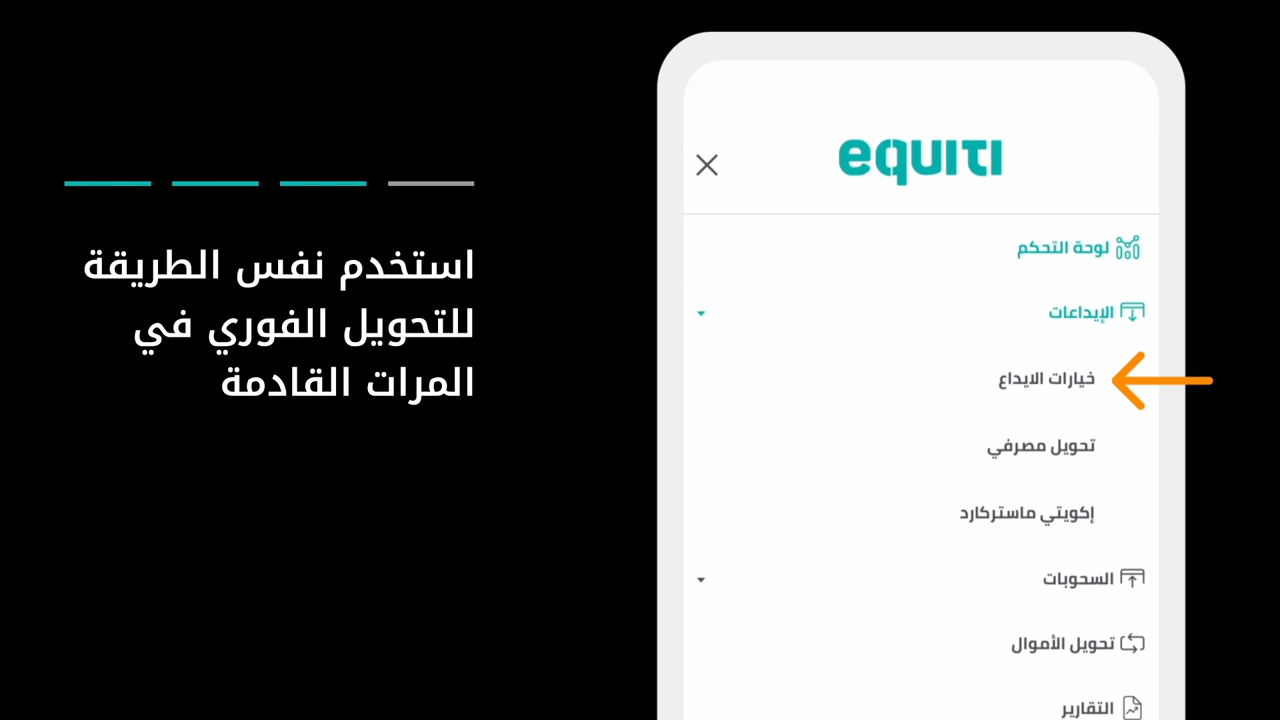 استخدم نفس الطريقة
للتحويل الفوري في
المرات القادمة
equiti
لوحة التحكم
الإيداعات
خيارات الايداع
تحويل مصرفي
إكويتي ماستركارد
السحوبات
تحويل الأموال
التقارير